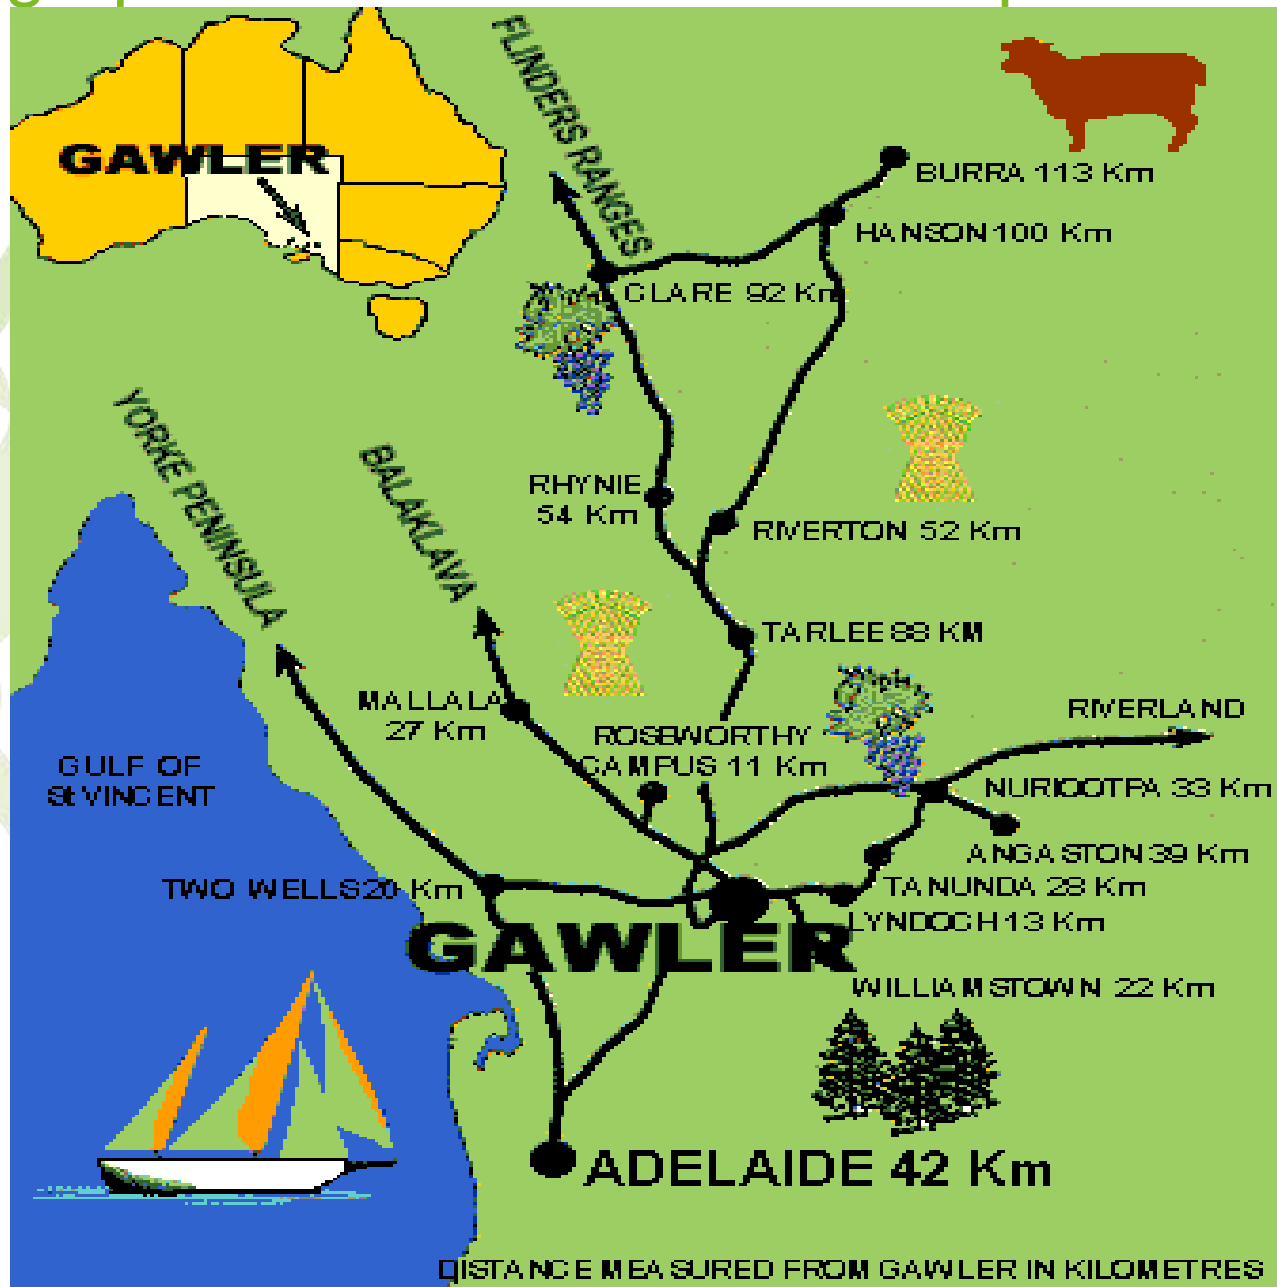 GAWLER
FLINDERS RANGES
BURRA 113 Km
HANSON 100 Km
CLARE 92 Km
YORKE PENINSULA
BALAKLAVA
RHYNIE
54 Km
RIVERTON 52 Km
TARLEE 88 KM
MALLALA
27 Km
ROSEWORTHY
CAMPUS 11 Km
RIVERLAND
GULF OF
St VINCENT
NURIOOTPA 33 Km
ANGASTON 39 Km
TWO WELLS 20 Km
TANUNDA 28 Km
LYNDOCH 13 Km
GAWLER
WILLIAMSTOWN 22 Km
ADELAIDE 42 Km
DISTANCE MEASURED FROM GAWLER IN KILOMETRES